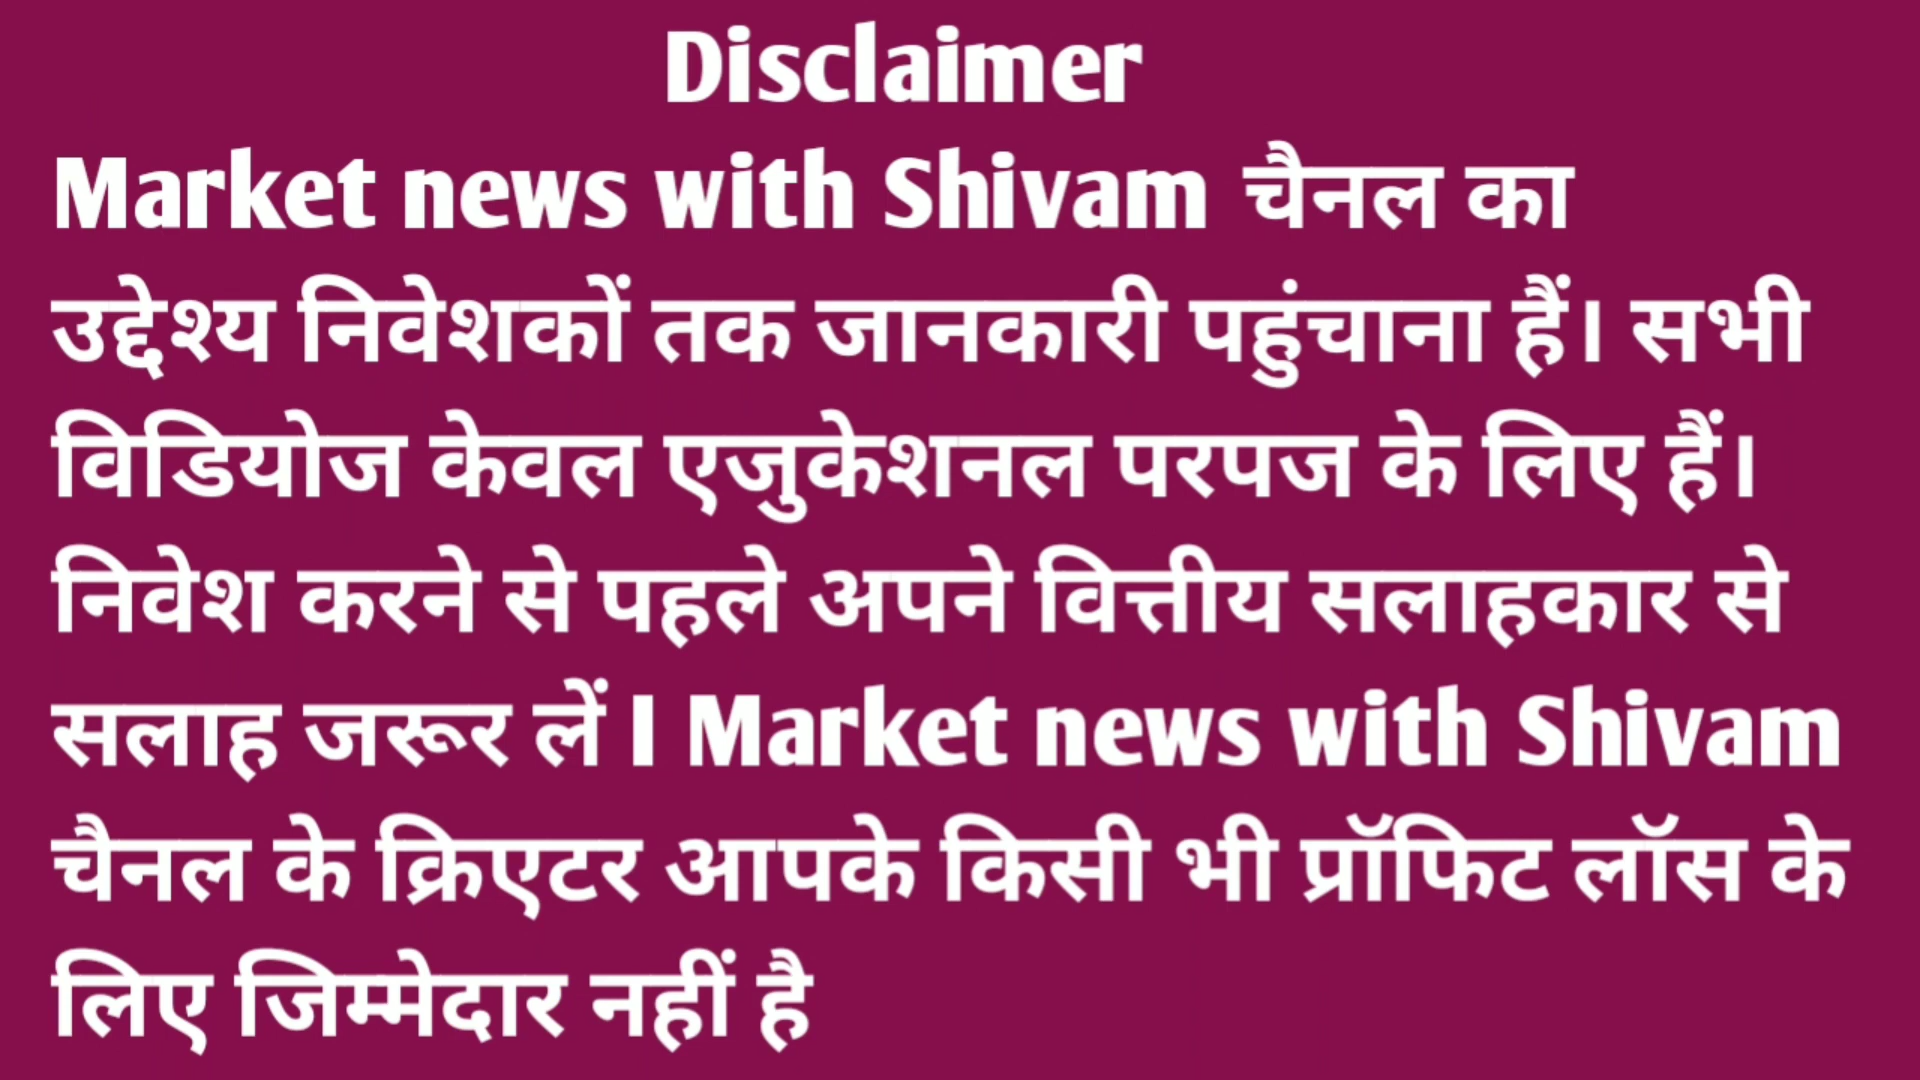 Disclaimer
Market news with Shivam चैनल का
उद्देश्य निवेशकों तक जानकारी पहुंचाना हैं। सभी
विडियोज केवल एजुकेशनल परपज के लिए हैं।
निवेश करने से पहले अपने वित्तीय सलाहकार से
सलाह जरूर लें I Market news with Shivam
चैनल के क्रिएटर आपके किसी भी प्रॉफिट लॉस के
लिए जिम्मेदार नहीं है